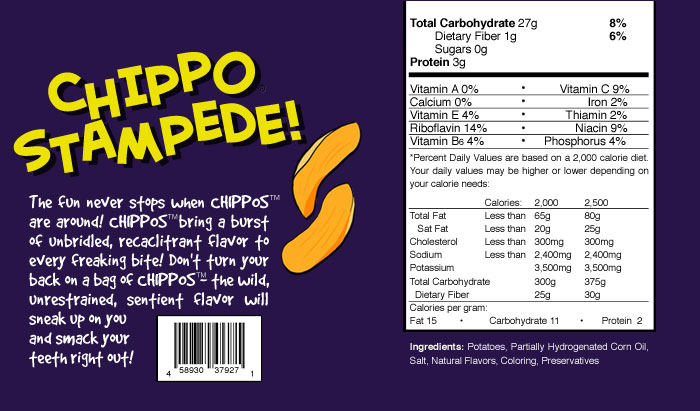 CHIPPO
STAMPEDE!
The fun never stops when CHIPPOS™
are around! CHIPPOS™ bring a burst
of unbridled, recaclitrant flavor to
every freaking bite! Don't turn your
back on a bag of CHIPPOS™ - the wild,
unrestrained, sentient flavor will
sneak up on you
and smack your
teeth right out!
4 58930 37927 1
Total Carbohydrate 27g 8%
Dietary Fiber 1g 6%
Sugars 0g
Protein 3g
Vitamin A 0% • Vitamin C 9%
Calcium 0% • Iron 2%
Vitamin E 4% • Thiamin 2%
Riboflavin 14% • Niacin 9%
Vitamin B6 4% • Phosphorus 4%
*Percent Daily Values are based on a 2,000 calorie diet.
Your daily values may be higher or lower depending on
your calorie needs:
Calories: 2,000 2,500
Total Fat Less than 65g 80g
Sat Fat Less than 20g 25g
Cholesterol Less than 300mg 300mg
Sodium Less than 2,400mg 2,400mg
Potassium 3,500mg 3,500mg
Total Carbohydrate 300g 375g
Dietary Fiber 25g 30g
Calories per gram:
Fat 15 • Carbohydrate 11 • Protein 2
Ingredients: Potatoes, Partially Hydrogenated Corn Oil,
Salt, Natural Flavors, Coloring, Preservatives